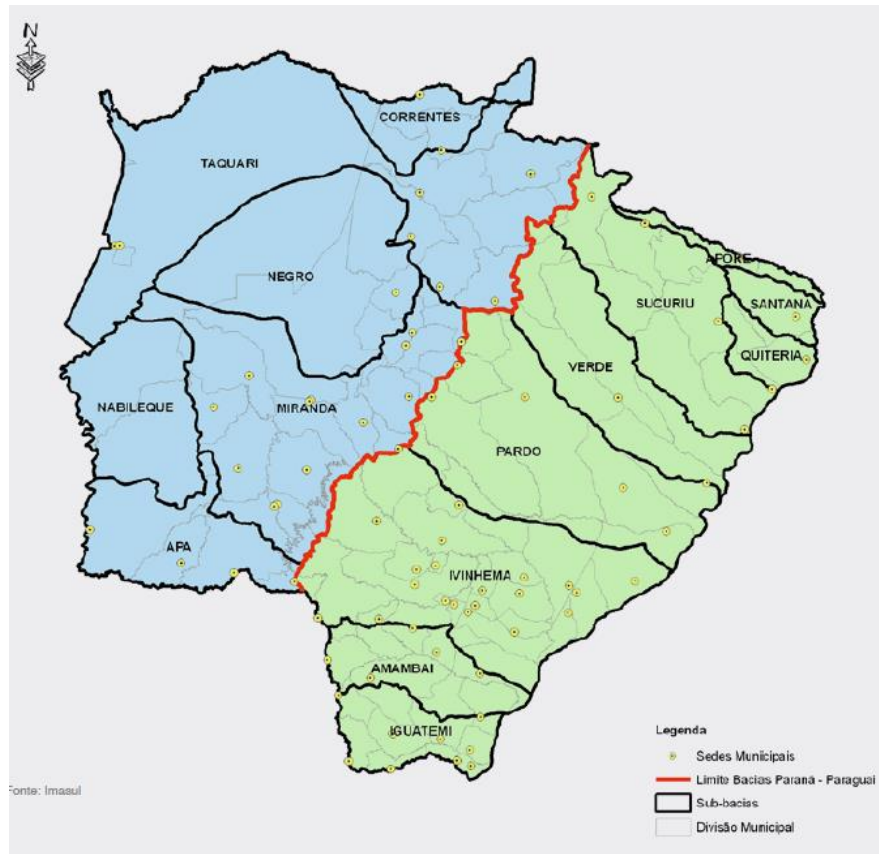 N
CORRENTES
TAQUARI
NEGRO
APORÉ
SUCURIU
SANTANA
QUITERIA
VERDE
NABILEQUE
MIRANDA
PARDO
APA
IVINHEMA
AMAMBAI
IGUATEMI
Legenda
Sedes Municipais
Limite Bacias Paraná - Paraguai
Sub-bacias
Divisão Municipal
Fonte: Imasul